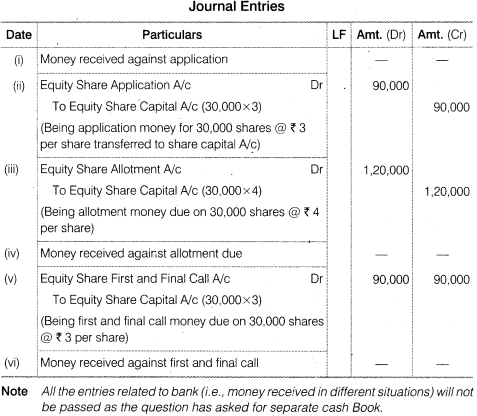 Journal Entries
Date Particulars LF Amt. (Dr) Amt. (Cr)
(i) Money received against application — —
(ii) Equity Share Application A/c Dr 90,000
To Equity Share Capital A/c (30,000×3) 90,000
(Being application money for 30,000 shares @ ₹ 3
per share transferred to share capital A/c)
(iii) Equity Share Allotment A/c Dr 1,20,000
To Equity Share Capital A/c (30,000×4) 1,20,000
(Being allotment money due on 30,000 shares @ ₹ 4
per share)
(iv) Money received against allotment due — —
(v) Equity Share First and Final Call A/c Dr 90,000 90,000
To Equity Share Capital A/c (30,000×3)
(Being first and final call money due on 30,000 shares
@ ₹ 3 per share)
(vi) Money received against first and final call — —
Note All the entries related to bank (i.e., money received in different situations) will not
be passed as the question has asked for separate cash Book.